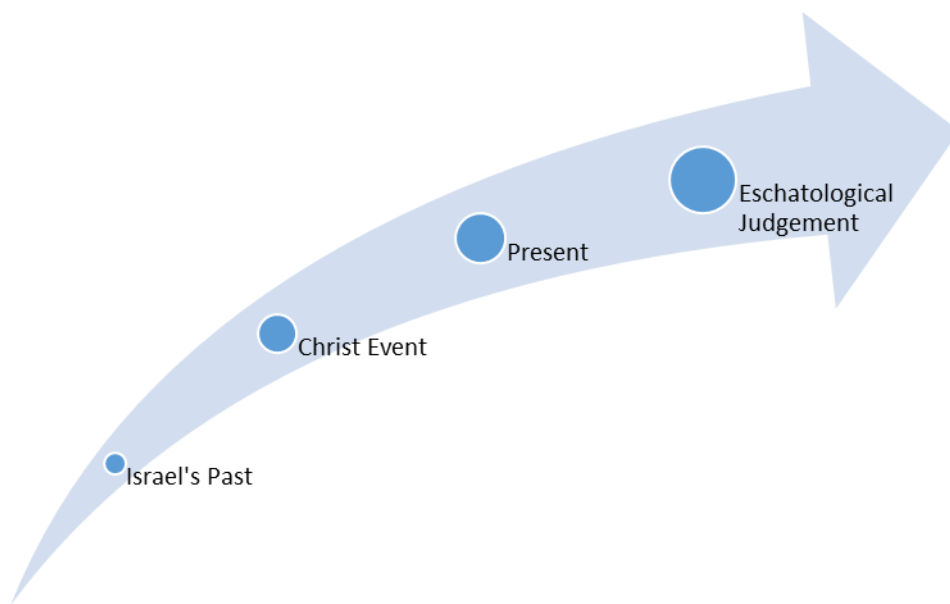 Eschatological
Judgement
Present
Christ Event
Israel's Past